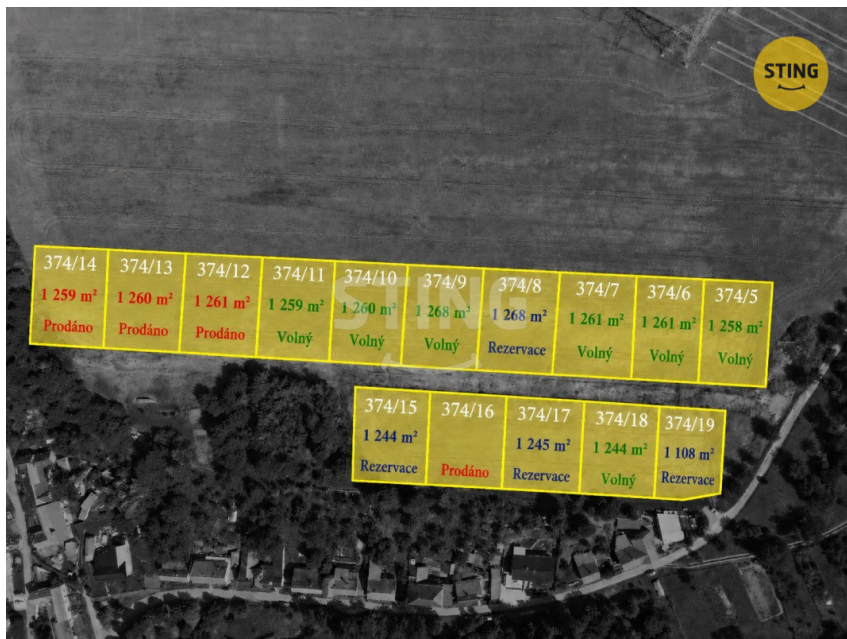 STING
374/14
1 259 m²
Prodáno
374/13
1 260 m²
Prodáno
374/12
1 261 m²
Prodáno
374/11
1 259 m²
Volný
374/10
1 260 m²
Volný
374/9
1 268 m²
Volný
374/8
1 268 m²
Rezervace
374/7
1 261 m²
Volný
374/6
1 261 m²
Volný
374/5
1 258 m²
Volný
STING
374/15
1 244 m²
Rezervace
374/16
Prodáno
374/17
1 245 m²
Rezervace
374/18
1 244 m²
Volný
374/19
1 108 m²
Rezervace